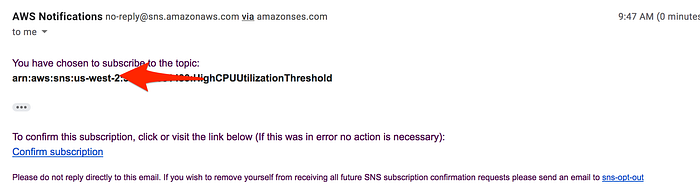 AWS Notifications no-reply@sns.amazonaws.com via amazonses.com 9:47 AM (0 minutes
to me
You have chosen to subscribe to the topic:
arn:aws:sns:us-west-2: :HighCPUUtilizationThreshold
To confirm this subscription, click or visit the link below (If this was in error no action is necessary):
Confirm subscription
Please do not reply directly to this email. If you wish to remove yourself from receiving all future SNS subscription confirmation requests please send an email to sns-opt-out